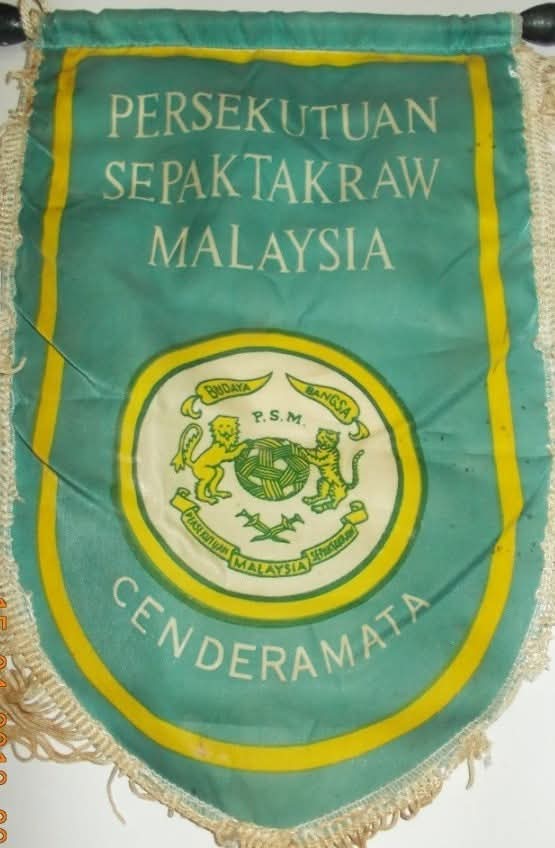 PERSEKUTUAN
SEPAKTAKRAW
MALAYSIA
BUDAYA BANGSA
P.S.M.
MALAYSIA
CENDERAMATA